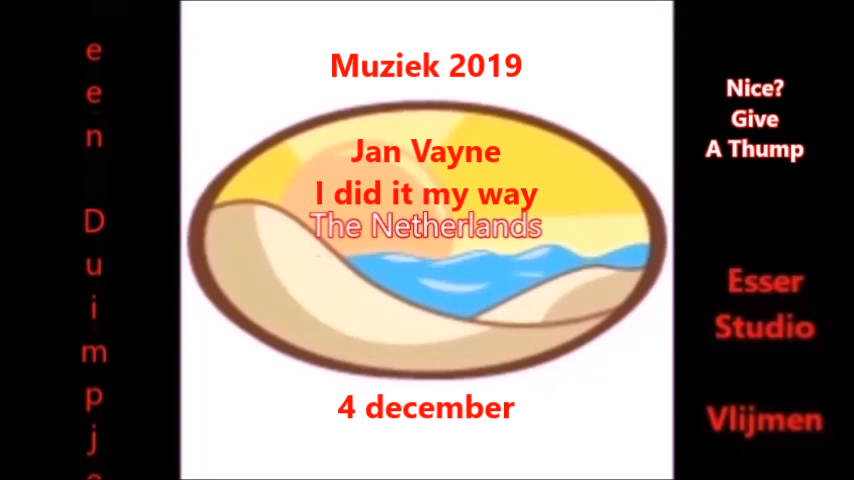 een Duimpje
Muziek 2019
Jan Vayne
I did it my way
The Netherlands
4 december
Nice?
Give
A Thump
Esser
Studio
Vlijmen